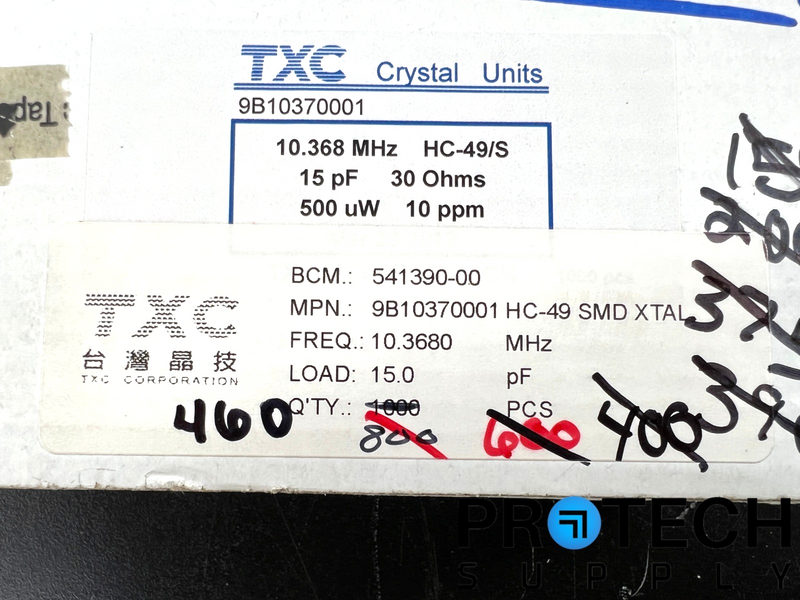 TXC Crystal Units
9B10370001
10.368 MHz HC-49/S
15 pF 30 Ohms
500 uW 10 ppm
BCM.: 541390-00
MPN.: 9B10370001 HC-49 SMD XTAL
TXC
FREQ.: 10.3680 MHz
台灣晶技
TXC CORPORATION
LOAD: 15.0 pF
Q'TY.: 1000 PCS
460 800 600 400
Tap
PROTECH
SUPPLY